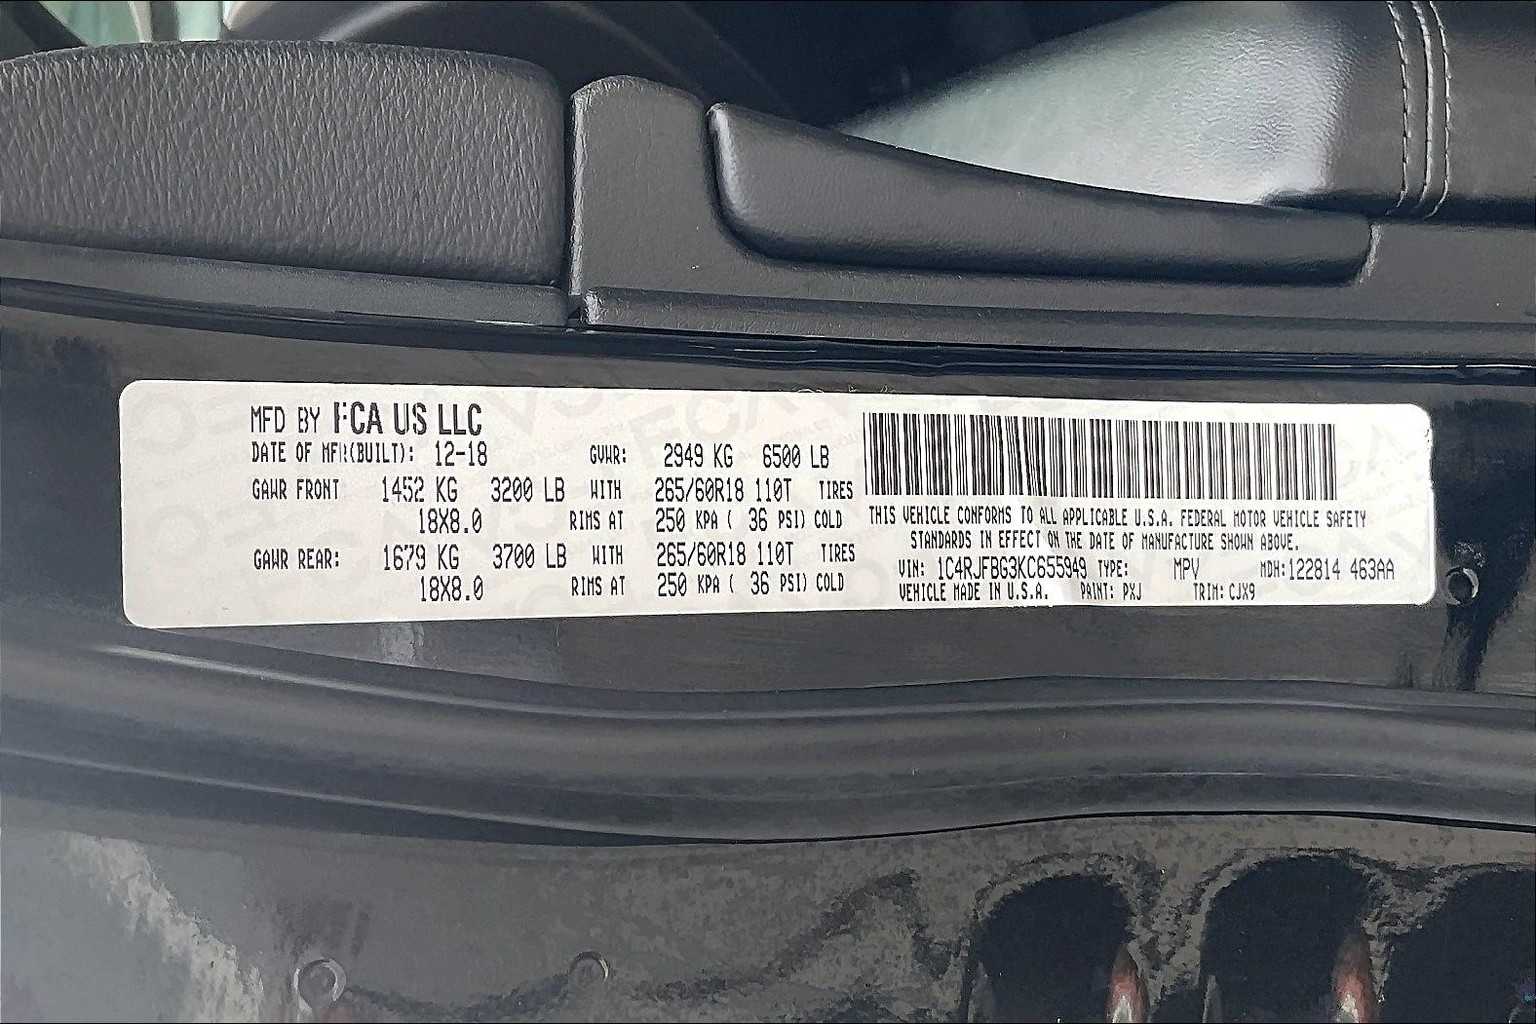 MFD BY FCA US LLC
DATE OF MFR(BUILT): 12-18 GVWR: 2949 KG 6500 LB
GAWR FRONT 1452 KG 3200 LB WITH 265/60R18 110T TIRES
18X8.0 RIMS AT 250 KPA ( 36 PSI) COLD
GAWR REAR: 1679 KG 3700 LB WITH 265/60R18 110T TIRES
18X8.0 RIMS AT 250 KPA ( 36 PSI) COLD
THIS VEHICLE CONFORMS TO ALL APPLICABLE U.S.A. FEDERAL MOTOR VEHICLE SAFETY
STANDARDS IN EFFECT ON THE DATE OF MANUFACTURE SHOWN ABOVE.
VIN: 1C4RJFBG3KC655949 TYPE: MPV MDH:122814 463AA
VEHICLE MADE IN U.S.A. PAINT: PXJ TRIM: CJX9